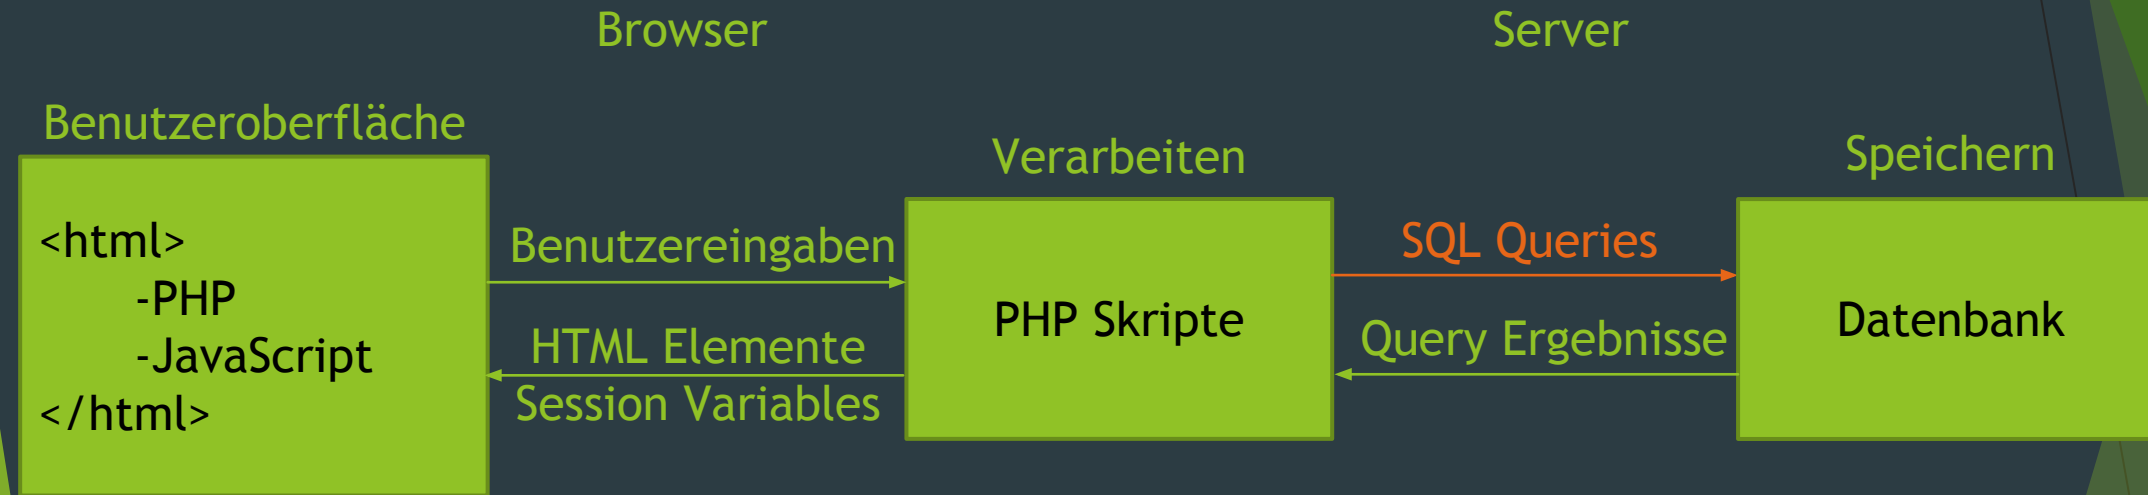 Browser
Server
Benutzeroberfläche
Verarbeiten
Speichern
<html>
-PHP
-JavaScript
</html>
Benutzereingaben
HTML Elemente
Session Variables
PHP Skripte
SQL Queries
Query Ergebnisse
Datenbank